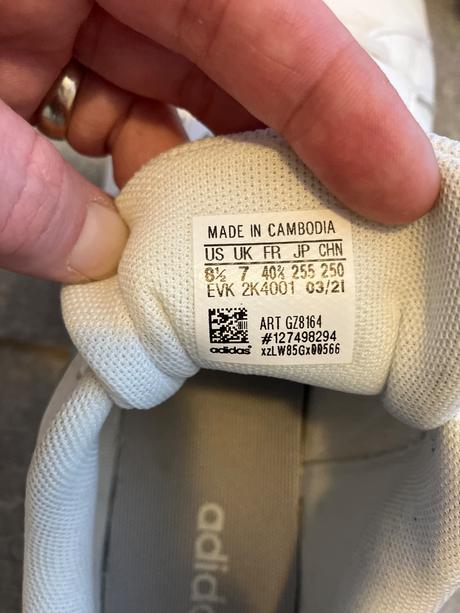 MADE IN CAMBODIA
US UK FR JP CHN
8½ 7 40⅔ 255 250
EVK 2K4001 03/21
ART GZ8164
#127498294
adidas xzLW85Gx00566
adidas